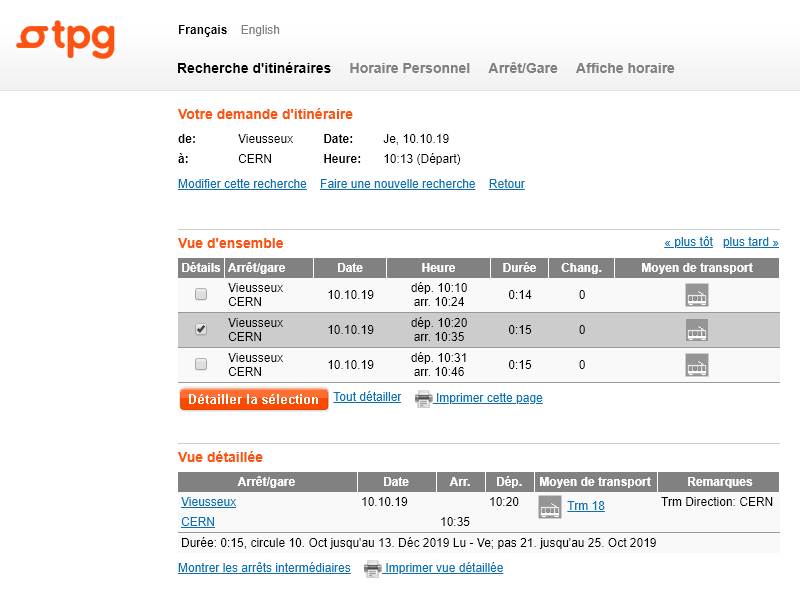 tpg
Français English
Recherche d'itinéraires Horaire Personnel Arrêt/Gare Affiche horaire
Votre demande d'itinéraire
de: Vieusseux Date: Je, 10.10.19
à: CERN Heure: 10:13 (Départ)
Modifier cette recherche Faire une nouvelle recherche Retour
Vue d'ensemble « plus tôt plus tard »
Détails Arrêt/gare Date Heure Durée Chang. Moyen de transport
Vieusseux dép. 10:10
10.10.19 0:14 0
CERN arr. 10:24
Vieusseux dép. 10:20
10.10.19 0:15 0
CERN arr. 10:35
Vieusseux dép. 10:31
10.10.19 0:15 0
CERN arr. 10:46
Détailler la sélection Tout détailler Imprimer cette page
Vue détaillée
Arrêt/gare Date Arr. Dép. Moyen de transport Remarques
Vieusseux 10.10.19 10:20 Trm 18 Trm Direction: CERN
CERN 10:35
Durée: 0:15, circule 10. Oct jusqu'au 13. Déc 2019 Lu - Ve; pas 21. jusqu'au 25. Oct 2019
Montrer les arrêts intermédiaires Imprimer vue détaillée